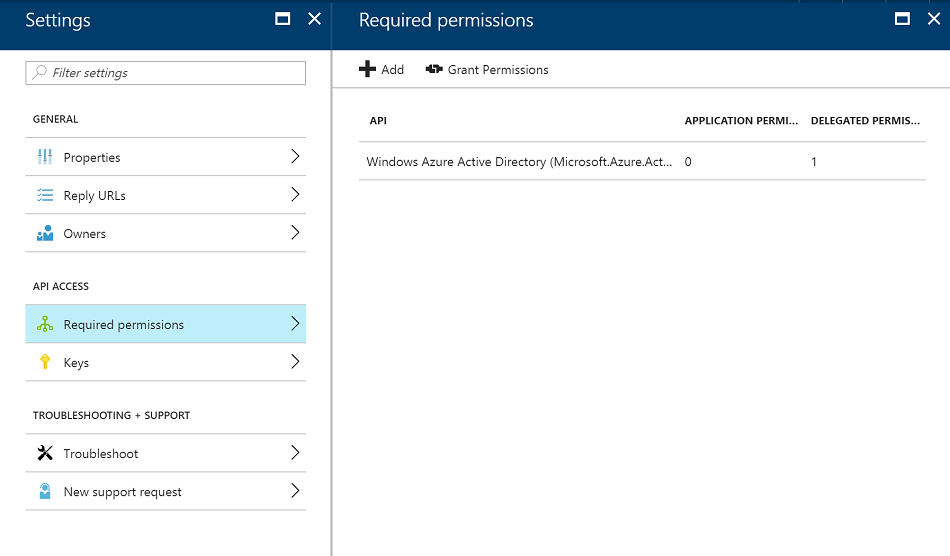 Settings
Filter settings
GENERAL
Properties
Reply URLs
Owners
API ACCESS
Required permissions
Keys
TROUBLESHOOTING + SUPPORT
Troubleshoot
New support request
Required permissions
Add Grant Permissions
API APPLICATION PERMI... DELEGATED PERMIS...
Windows Azure Active Directory (Microsoft.Azure.Act... 0 1